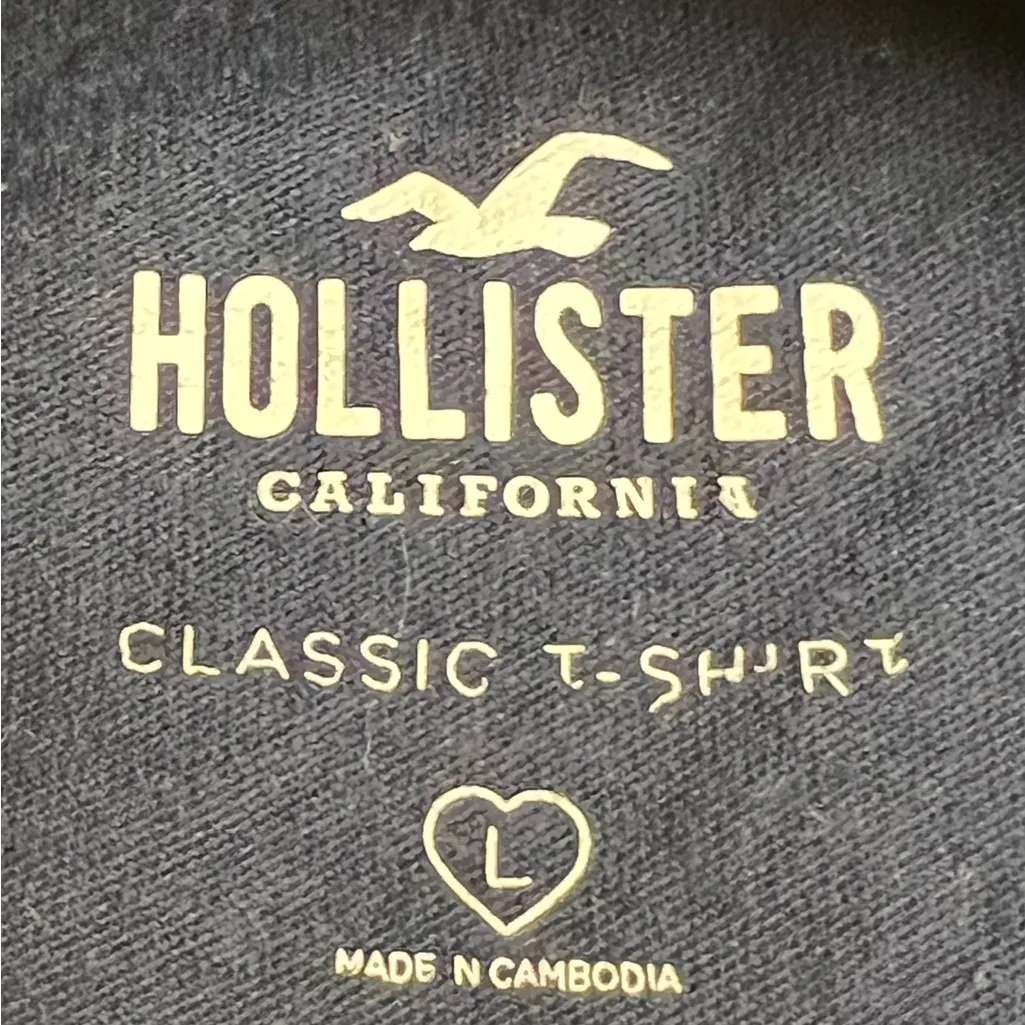 HOLLISTER
CALIFORNIA
CLASSIC T-SHIRT
L
MADE N CAMBODIA